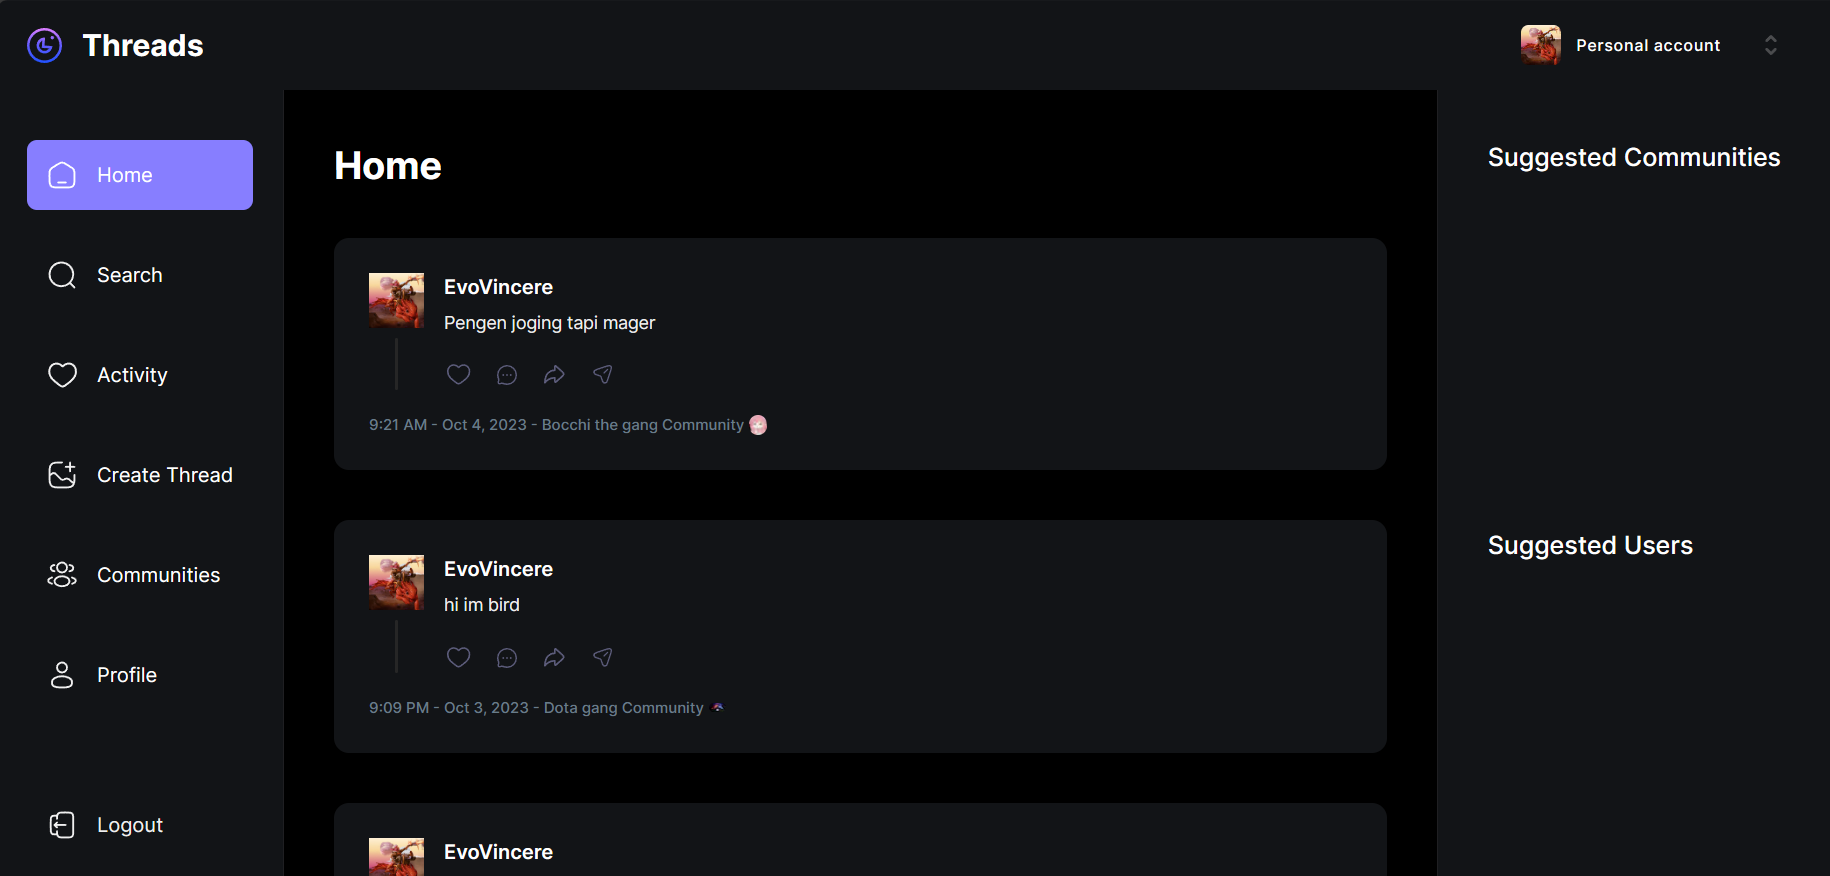 Threads
Personal account
Home
Search
Activity
Create Thread
Communities
Profile
Logout
Home
EvoVincere
Pengen joging tapi mager
9:21 AM - Oct 4, 2023 - Bocchi the gang Community
EvoVincere
hi im bird
9:09 PM - Oct 3, 2023 - Dota gang Community
EvoVincere
Suggested Communities
Suggested Users